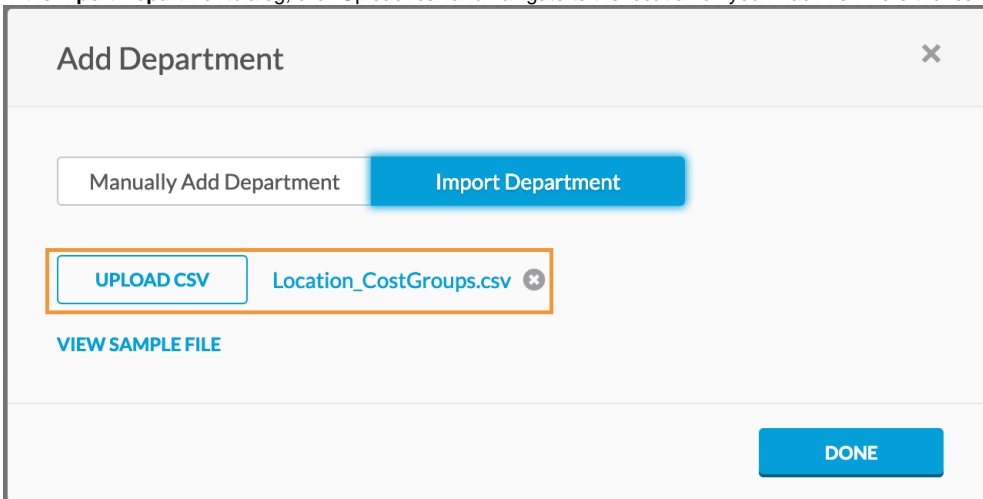 Add Department
Manually Add Department
Import Department
UPLOAD CSV
Location_CostGroups.csv
VIEW SAMPLE FILE
DONE